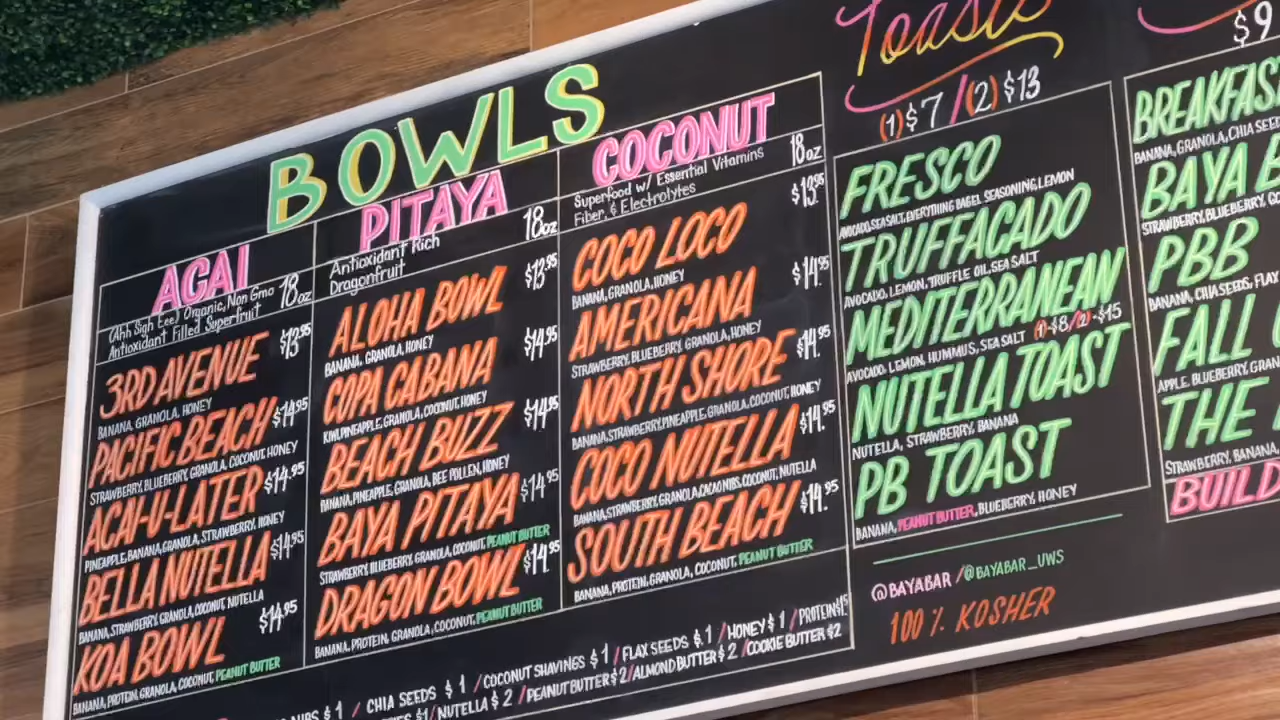 BOWLS
ACAI
(Ahh Sigh Eee) Organic, Non Gmo
Antioxidant Filled Superfruit
18oz
3RD AVENUE $13.95
BANANA, GRANOLA, HONEY
PACIFIC BEACH $14.95
STRAWBERRY, BLUEBERRY, GRANOLA, COCONUT, HONEY
ACAI-U-LATER $14.95
PINEAPPLE, BANANA, GRANOLA, STRAWBERRY, HONEY
BELLA NUTELLA $14.95
BANANA, STRAWBERRY, GRANOLA, COCONUT, NUTELLA
KOA BOWL $14.95
BANANA, PROTEIN, GRANOLA, COCONUT, PEANUT BUTTER
PITAYA
Antioxidant Rich
Dragonfruit
18oz
ALOHA BOWL $13.95
BANANA, GRANOLA, HONEY
COPA CABANA $14.95
KIWI, PINEAPPLE, GRANOLA, COCONUT, HONEY
BEACH BUZZ $14.95
BANANA, PINEAPPLE, GRANOLA, BEE POLLEN, HONEY
BAYA PITAYA $14.95
STRAWBERRY, BLUEBERRY, GRANOLA, COCONUT, PEANUT BUTTER
DRAGON BOWL $14.95
BANANA, PROTEIN, GRANOLA, COCONUT, PEANUT BUTTER
COCONUT
Superfood w/ Essential Vitamins
Fiber, & Electrolytes
18oz
COCO LOCO $13.95
BANANA, GRANOLA, HONEY
AMERICANA $14.95
STRAWBERRY, BLUEBERRY, GRANOLA, HONEY
NORTH SHORE $14.95
BANANA, STRAWBERRY, PINEAPPLE, GRANOLA, COCONUT, HONEY
COCO NUTELLA $14.95
BANANA, STRAWBERRY, GRANOLA, CACAO NIBS, COCONUT, NUTELLA
SOUTH BEACH $14.95
BANANA, PROTEIN, GRANOLA, COCONUT, PEANUT BUTTER
NIBS $1 / CHIA SEEDS $1 / COCONUT SHAVINGS $1 / FLAX SEEDS $.1 / HONEY $1 / PROTEIN $1.5
$1 / NUTELLA $2 / PEANUT BUTTER $2 / ALMOND BUTTER $2 / COOKIE BUTTER $2
Toasts
(1) $7 / (2) $13
FRESCO
AVOCADO, SEA SALT, EVERYTHING BAGEL SEASONING, LEMON
TRUFFACADO
AVOCADO, LEMON, TRUFFLE OIL, SEA SALT
MEDITERRANEAN
AVOCADO, LEMON, HUMMUS, SEA SALT (1)-$8/(2)-$15
NUTELLA TOAST
NUTELLA, STRAWBERRY, BANANA
PB TOAST
BANANA, PEANUT BUTTER, BLUEBERRY, HONEY
@BAYABAR / @BAYABAR_UWS
100% KOSHER
$9
BREAKFAS
BANANA, GRANOLA, CHIA SEED
BAYA B
STRAWBERRY, BLUEBERRY,
PBB
BANANA, CHIA SEEDS, FLAX
FALL
APPLE, BLUEBERRY, GRAN
THE
STRAWBERRY, BANANA,
BUILD